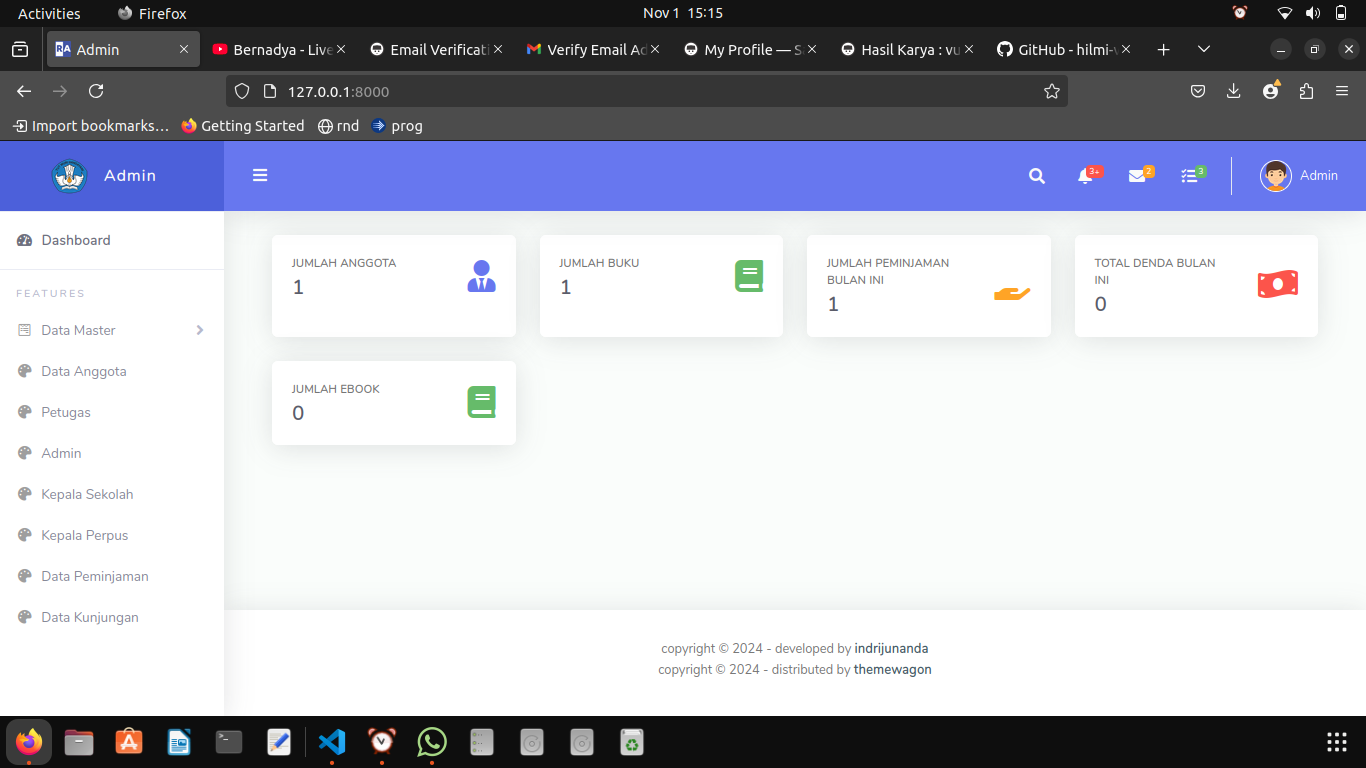 Activities Firefox Nov 1 15:15
Admin Bernadya - Live Email Verificati Verify Email Ad My Profile — S Hasil Karya : vu GitHub - hilmi-
127.0.0.1:8000
Import bookmarks... Getting Started rnd prog
Admin 3+ 2 3 Admin
Dashboard
FEATURES
Data Master
Data Anggota
Petugas
Admin
Kepala Sekolah
Kepala Perpus
Data Peminjaman
Data Kunjungan
JUMLAH ANGGOTA
1
JUMLAH BUKU
1
JUMLAH PEMINJAMAN
BULAN INI
1
TOTAL DENDA BULAN
INI
0
JUMLAH EBOOK
0
copyright © 2024 - developed by indrijunanda
copyright © 2024 - distributed by themewagon